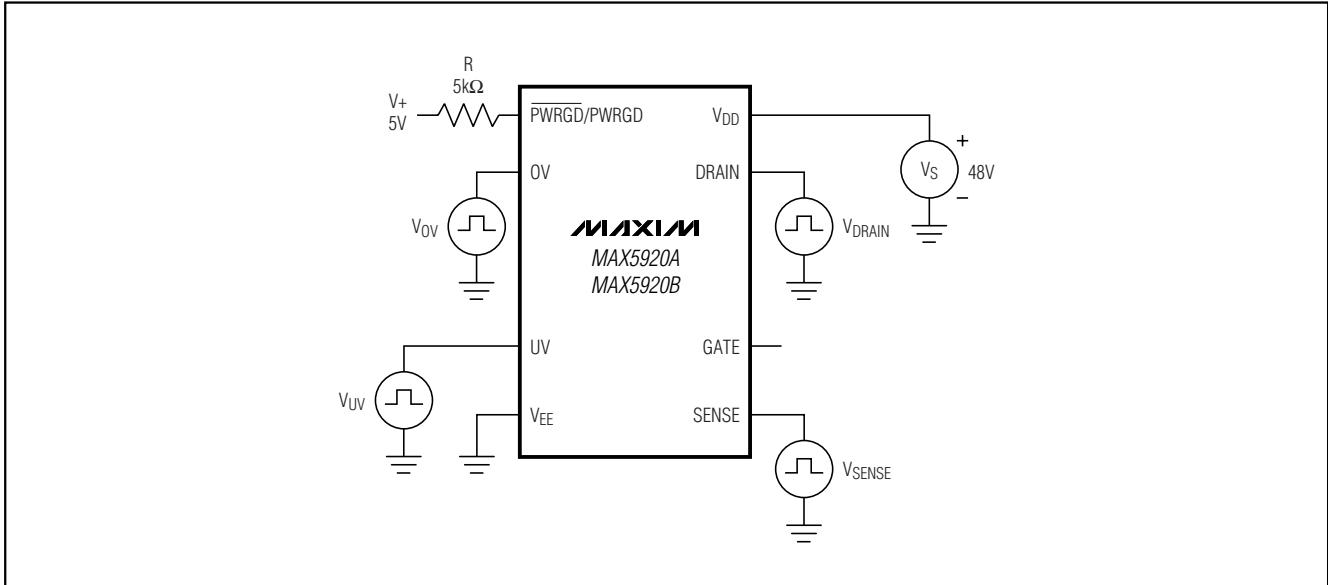 R
5kΩ
V+
5V
PWRGD/PWRGD
VDD
+
VS
48V
−
OV
DRAIN
VOV
VDRAIN
MAXIM
MAX5920A
MAX5920B
UV
GATE
VUV
VEE
SENSE
VSENSE